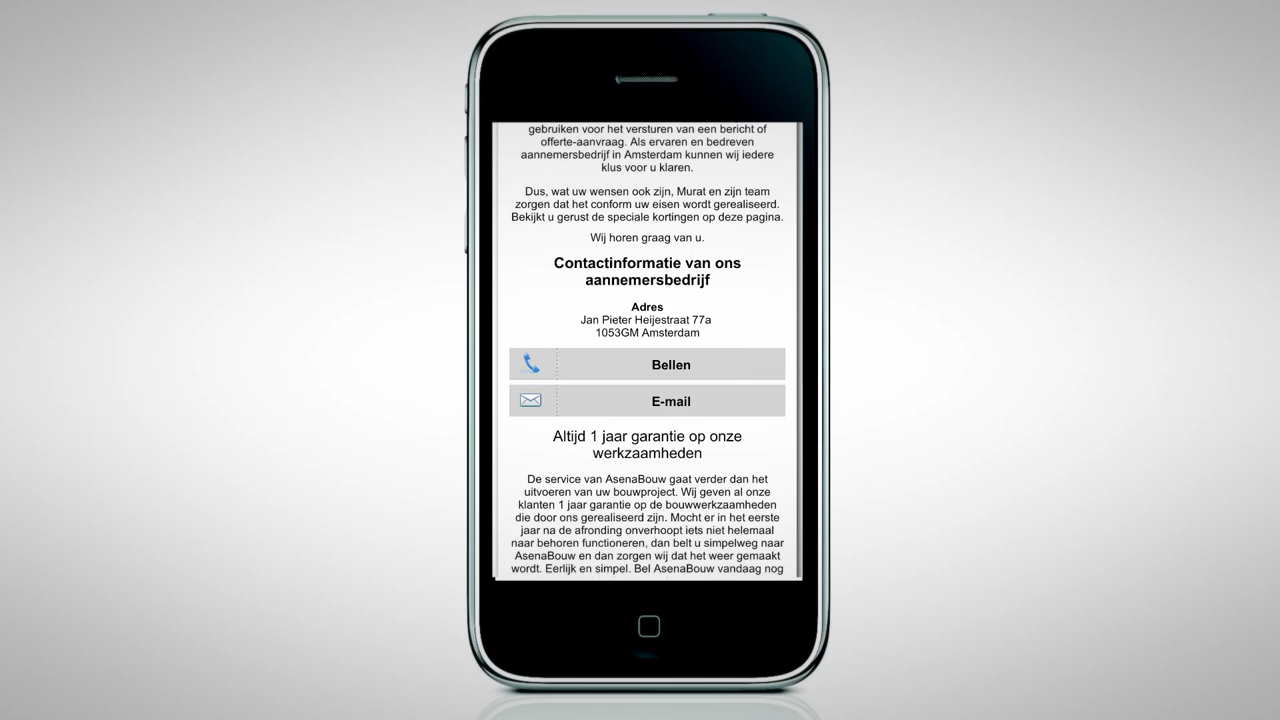 gebruiken voor het versturen van een bericht of
offerte-aanvraag. Als ervaren en bedreven
aannemersbedrijf in Amsterdam kunnen wij iedere
klus voor u klaren.
Dus, wat uw wensen ook zijn, Murat en zijn team
zorgen dat het conform uw eisen wordt gerealiseerd.
Bekijkt u gerust de speciale kortingen op deze pagina.
Wij horen graag van u.
Contactinformatie van ons
aannemersbedrijf
Adres
Jan Pieter Heijestraat 77a
1053GM Amsterdam
Bellen
E-mail
Altijd 1 jaar garantie op onze
werkzaamheden
De service van AsenaBouw gaat verder dan het
uitvoeren van uw bouwproject. Wij geven al onze
klanten 1 jaar garantie op de bouwwerkzaamheden
die door ons gerealiseerd zijn. Mocht er in het eerste
jaar na de afronding onverhoopt iets niet helemaal
naar behoren functioneren, dan belt u simpelweg naar
AsenaBouw en dan zorgen wij dat het weer gemaakt
wordt. Eerlijk en simpel. Bel AsenaBouw vandaag nog